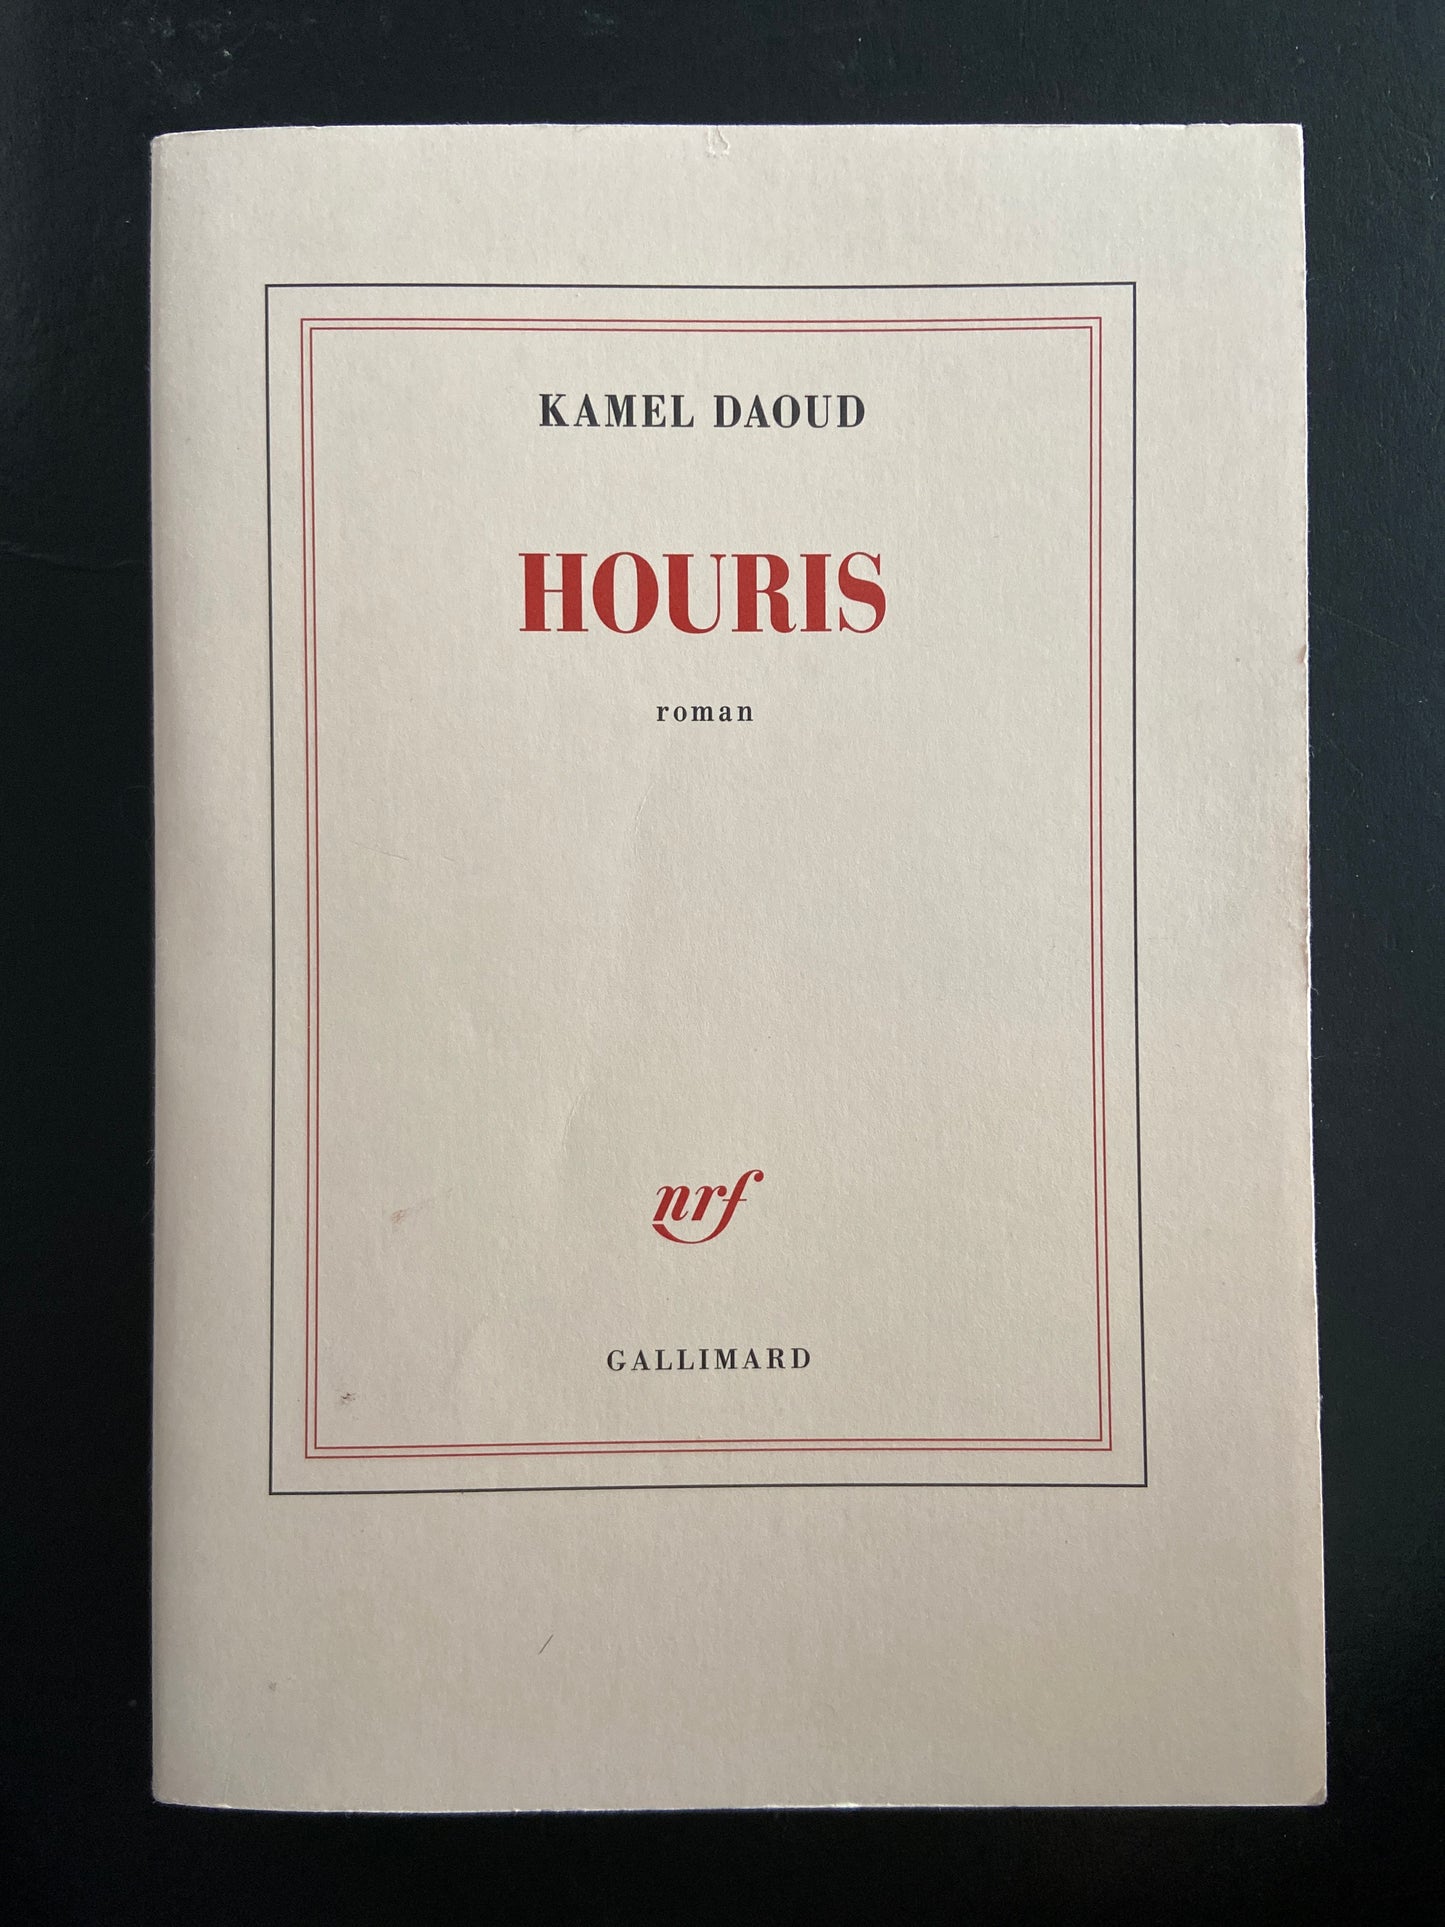 KAMEL DAOUD
HOURIS
roman
nrf
GALLIMARD